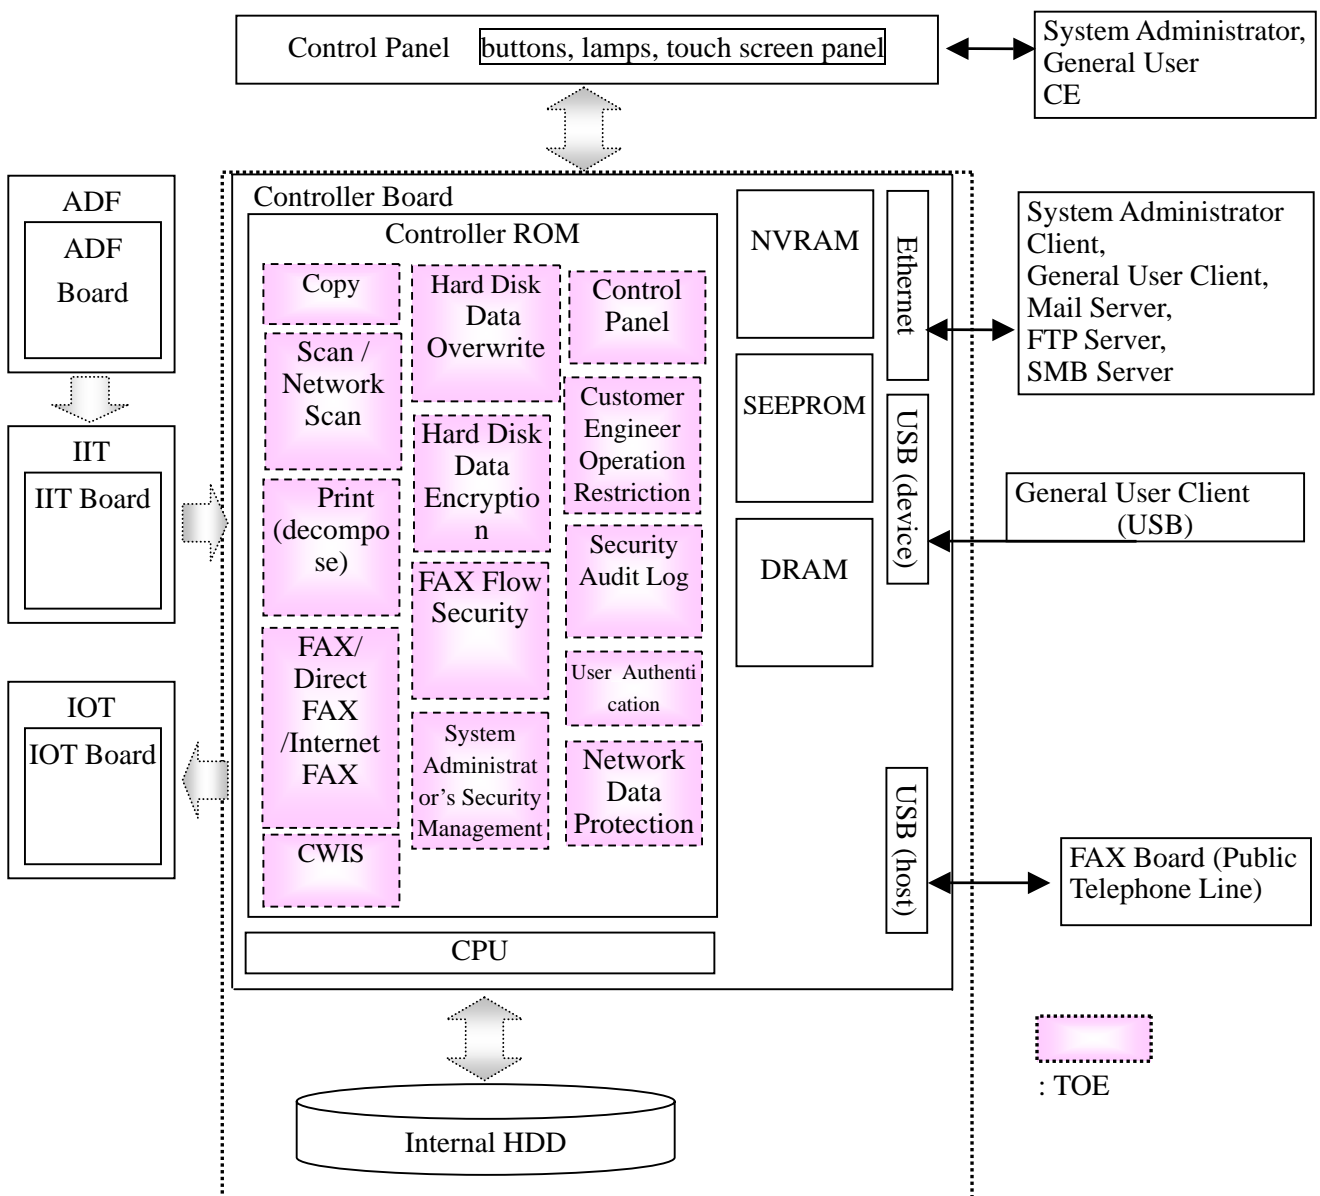 Control Panel buttons, lamps, touch screen panel
System Administrator,
General User
CE
ADF
ADF
Board
IIT
IIT Board
IOT
IOT Board
Controller Board
Controller ROM
Copy
Scan /
Network
Scan
Print
(decompo
se)
FAX/
Direct
FAX
/Internet
FAX
CWIS
Hard Disk
Data
Overwrite
Hard Disk
Data
Encryptio
n
FAX Flow
Security
System
Administrat
or’s Security
Management
Control
Panel
Customer
Engineer
Operation
Restriction
Security
Audit Log
User Authenti
cation
Network
Data
Protection
CPU
NVRAM
SEEPROM
DRAM
Ethernet
USB (device)
USB (host)
System Administrator
Client,
General User Client,
Mail Server,
FTP Server,
SMB Server
General User Client
(USB)
FAX Board (Public
Telephone Line)
: TOE
Internal HDD